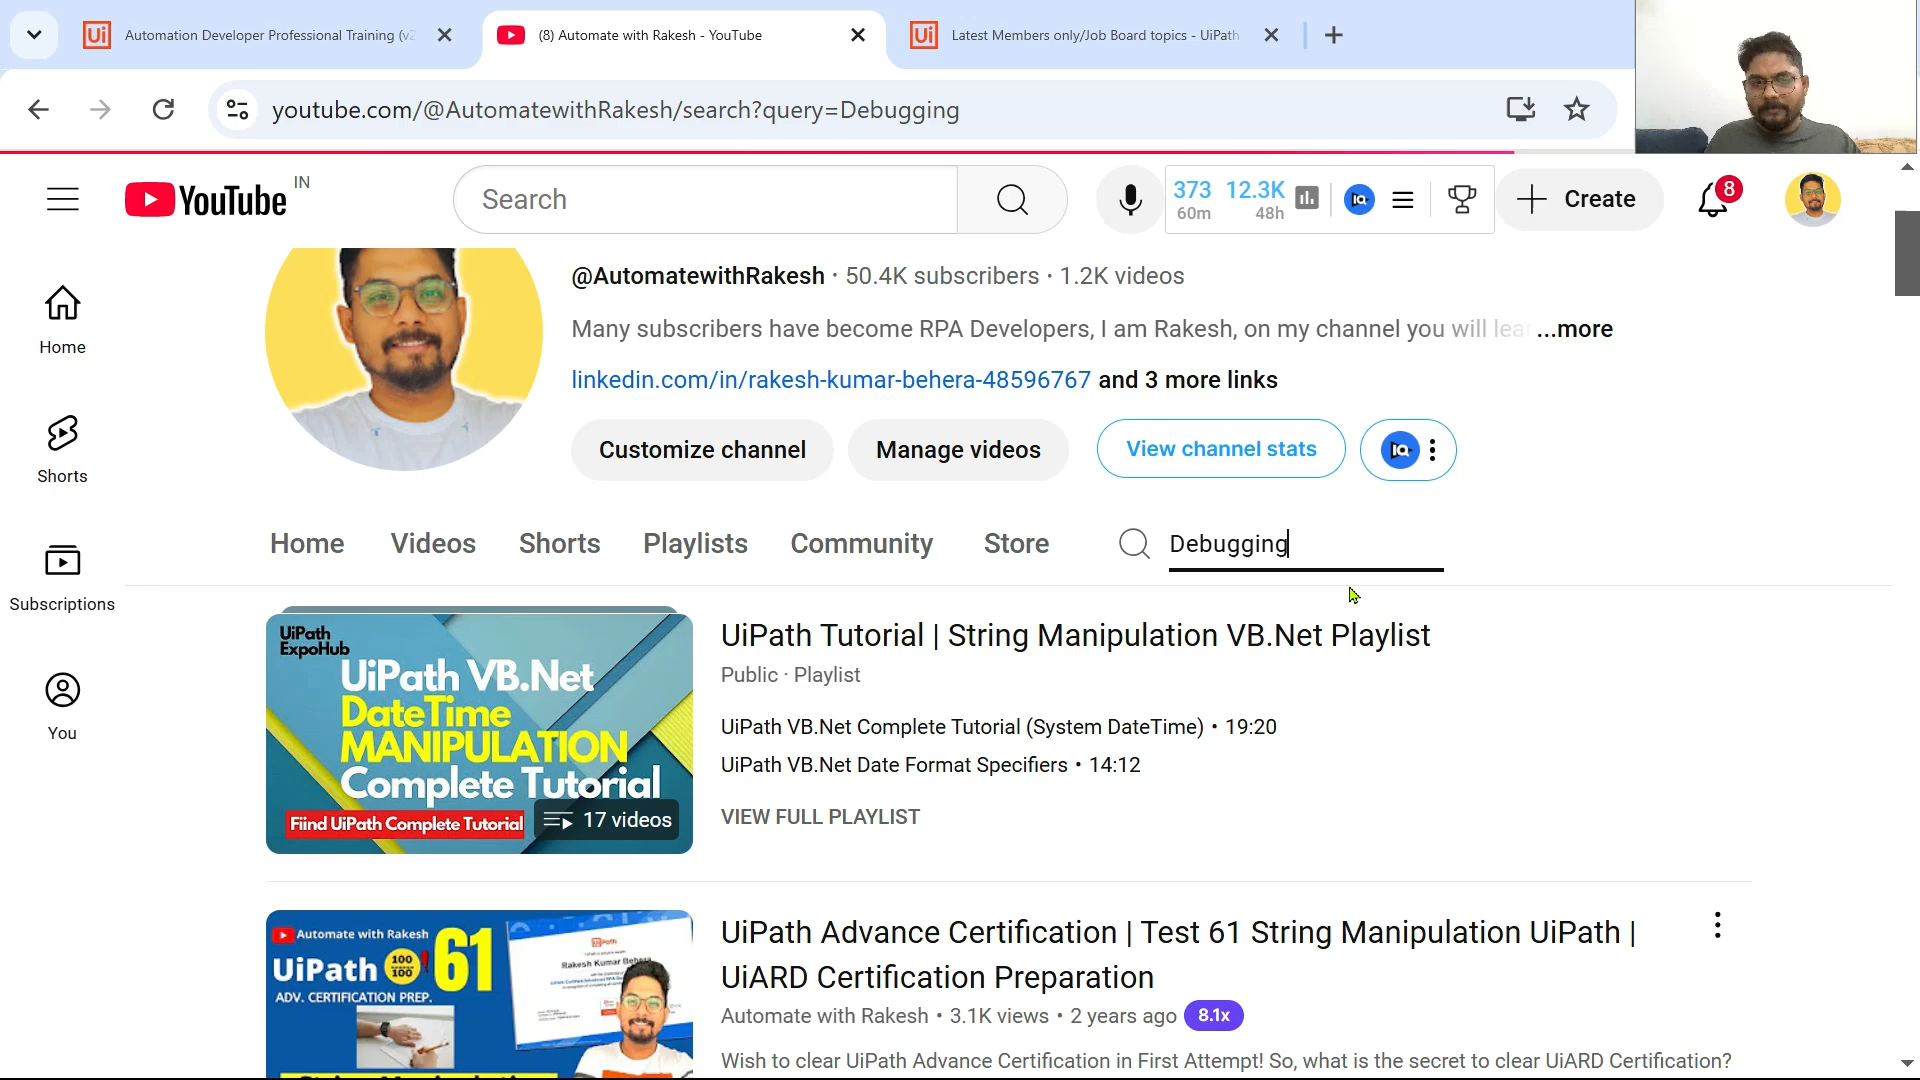 Automation Developer Professional Training (v2
(8) Automate with Rakesh - YouTube
Latest Members only/Job Board topics - UiPath
youtube.com/@AutomatewithRakesh/search?query=Debugging
YouTube IN
Search
373
60m
12.3K
48h
Create
8
@AutomatewithRakesh · 50.4K subscribers · 1.2K videos
Many subscribers have become RPA Developers, I am Rakesh, on my channel you will lear ...more
linkedin.com/in/rakesh-kumar-behera-48596767 and 3 more links
Customize channel
Manage videos
View channel stats
Home
Shorts
Subscriptions
You
Home
Videos
Shorts
Playlists
Community
Store
Debugging
UiPath
ExpoHub
UiPath VB.Net
DateTime
MANIPULATION
Complete Tutorial
Fiind UiPath Complete Tutorial
17 videos
UiPath Tutorial | String Manipulation VB.Net Playlist
Public · Playlist
UiPath VB.Net Complete Tutorial (System DateTime) • 19:20
UiPath VB.Net Date Format Specifiers • 14:12
VIEW FULL PLAYLIST
Automate with Rakesh
UiPath 100 100 ! 61
ADV. CERTIFICATION PREP.
Rakesh Kumar Behera
UiPath Advance Certification | Test 61 String Manipulation UiPath |
UiARD Certification Preparation
Automate with Rakesh • 3.1K views • 2 years ago 8.1x
Wish to clear UiPath Advance Certification in First Attempt! So, what is the secret to clear UiARD Certification?